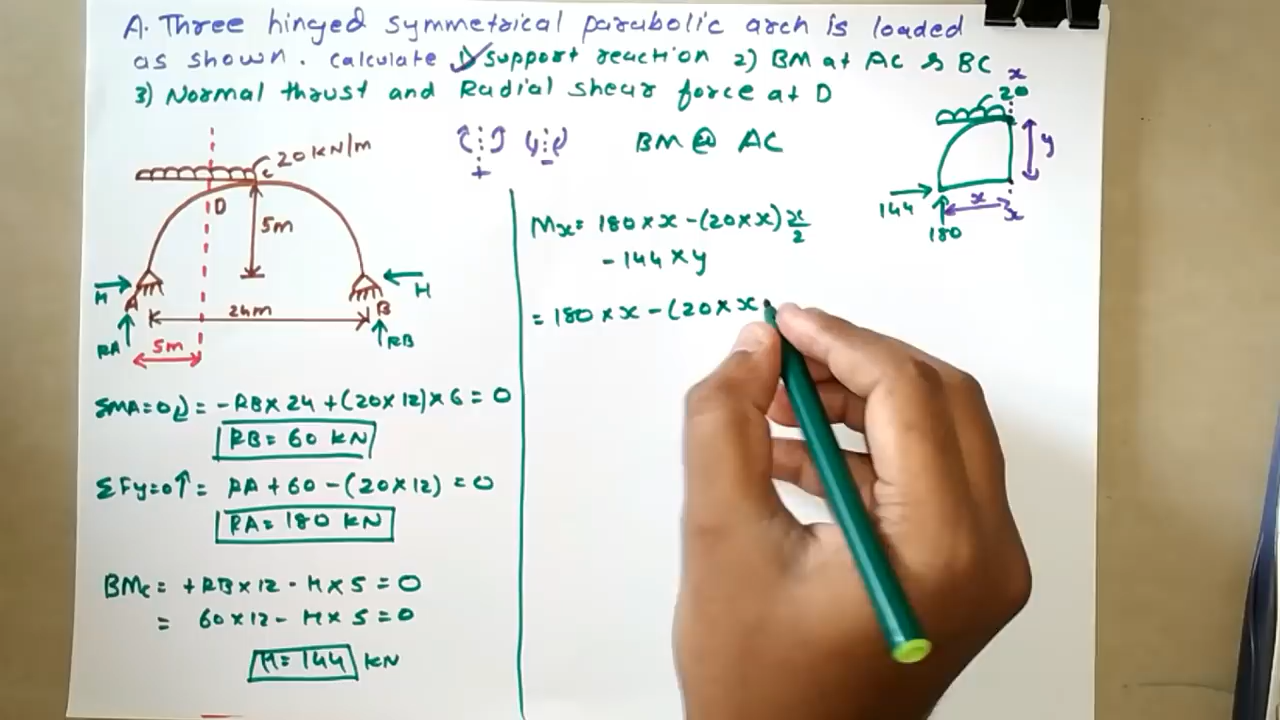 A. Three hinged symmetrical parabolic arch is loaded
as shown. calculate 1) support reaction 2) BM at AC & BC
3) Normal thrust and Radial shear force at D
20 KN/m
C
D
5m
H
H
A
B
24m
RA
RB
5m
ΣMA=0 = -RB×24 + (20×12)×6 = 0
RB = 60 KN
ΣFy=0↑ = RA + 60 - (20×12) = 0
RA = 180 KN
BMc = +RB×12 - H×5 = 0
= 60×12 - H×5 = 0
H = 144 KN
+
-
BM @ AC
Mx = 180×x - (20×x) x/2
- 144×y
= 180×x - (20×x
x
20
y
144
180
x
x